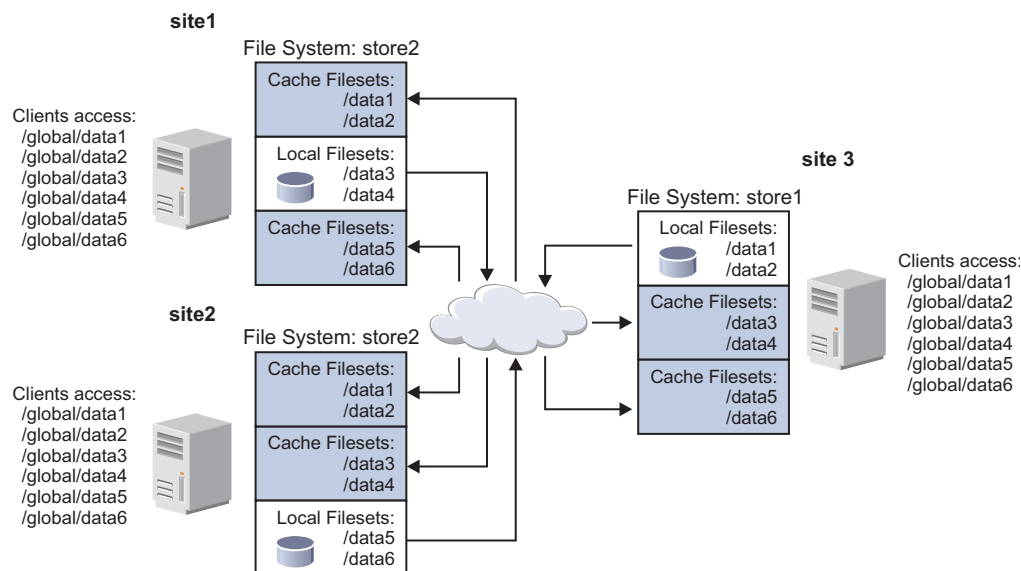 site1
File System: store2
Cache Filesets:
/data1
/data2
Local Filesets:
/data3
/data4
Cache Filesets:
/data5
/data6
Clients access:
/global/data1
/global/data2
/global/data3
/global/data4
/global/data5
/global/data6
site2
File System: store2
Cache Filesets:
/data1
/data2
Cache Filesets:
/data3
/data4
Local Filesets:
/data5
/data6
Clients access:
/global/data1
/global/data2
/global/data3
/global/data4
/global/data5
/global/data6
site 3
File System: store1
Local Filesets:
/data1
/data2
Cache Filesets:
/data3
/data4
Cache Filesets:
/data5
/data6
Clients access:
/global/data1
/global/data2
/global/data3
/global/data4
/global/data5
/global/data6